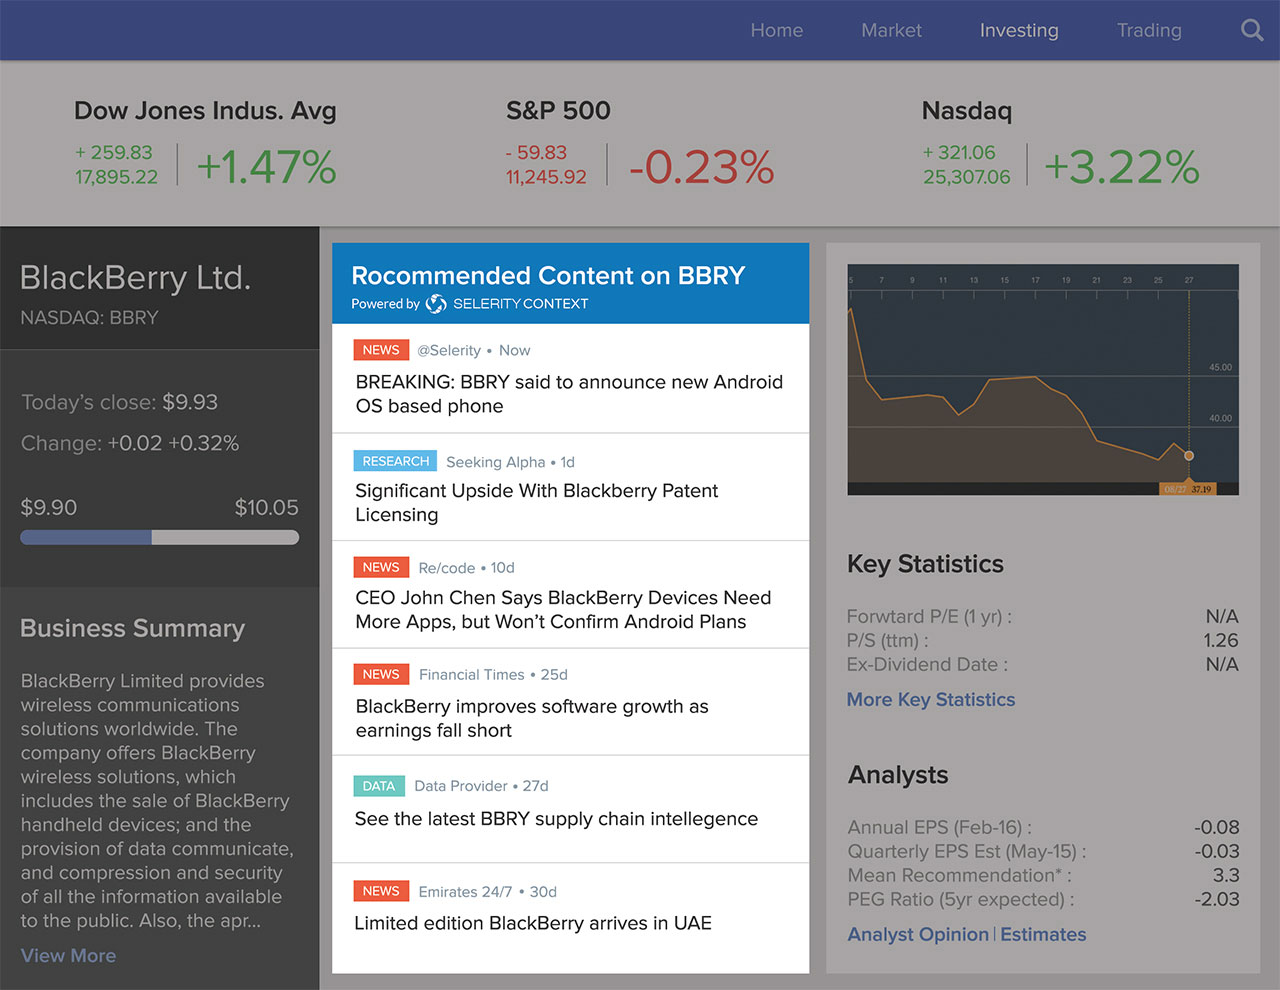 Home Market Investing Trading
Dow Jones Indus. Avg
+ 259.83
17,895.22
+1.47%
S&P 500
- 59.83
11,245.92
-0.23%
Nasdaq
+ 321.06
25,307.06
+3.22%
BlackBerry Ltd.
NASDAQ: BBRY
Today's close: $9.93
Change: +0.02 +0.32%
$9.90 $10.05
Business Summary
BlackBerry Limited provides
wireless communications
solutions worldwide. The
company offers BlackBerry
wireless solutions, which
includes the sale of BlackBerry
handheld devices; and the
provision of data communicate,
and compression and security
of all the information available
to the public. Also, the apr...
View More
Rocommended Content on BBRY
Powered by SELERITY CONTEXT
NEWS @Selerity • Now
BREAKING: BBRY said to announce new Android
OS based phone
RESEARCH Seeking Alpha • 1d
Significant Upside With Blackberry Patent
Licensing
NEWS Re/code • 10d
CEO John Chen Says BlackBerry Devices Need
More Apps, but Won't Confirm Android Plans
NEWS Financial Times • 25d
BlackBerry improves software growth as
earnings fall short
DATA Data Provider • 27d
See the latest BBRY supply chain intellegence
NEWS Emirates 24/7 • 30d
Limited edition BlackBerry arrives in UAE
5 7 9 11 13 15 17 19 21 23 25 27
45.00
40.00
08/27 37.19
Key Statistics
Forwtard P/E (1 yr) : N/A
P/S (ttm) : 1.26
Ex-Dividend Date : N/A
More Key Statistics
Analysts
Annual EPS (Feb-16) : -0.08
Quarterly EPS Est (May-15) : -0.03
Mean Recommendation* : 3.3
PEG Ratio (5yr expected) : -2.03
Analyst Opinion | Estimates